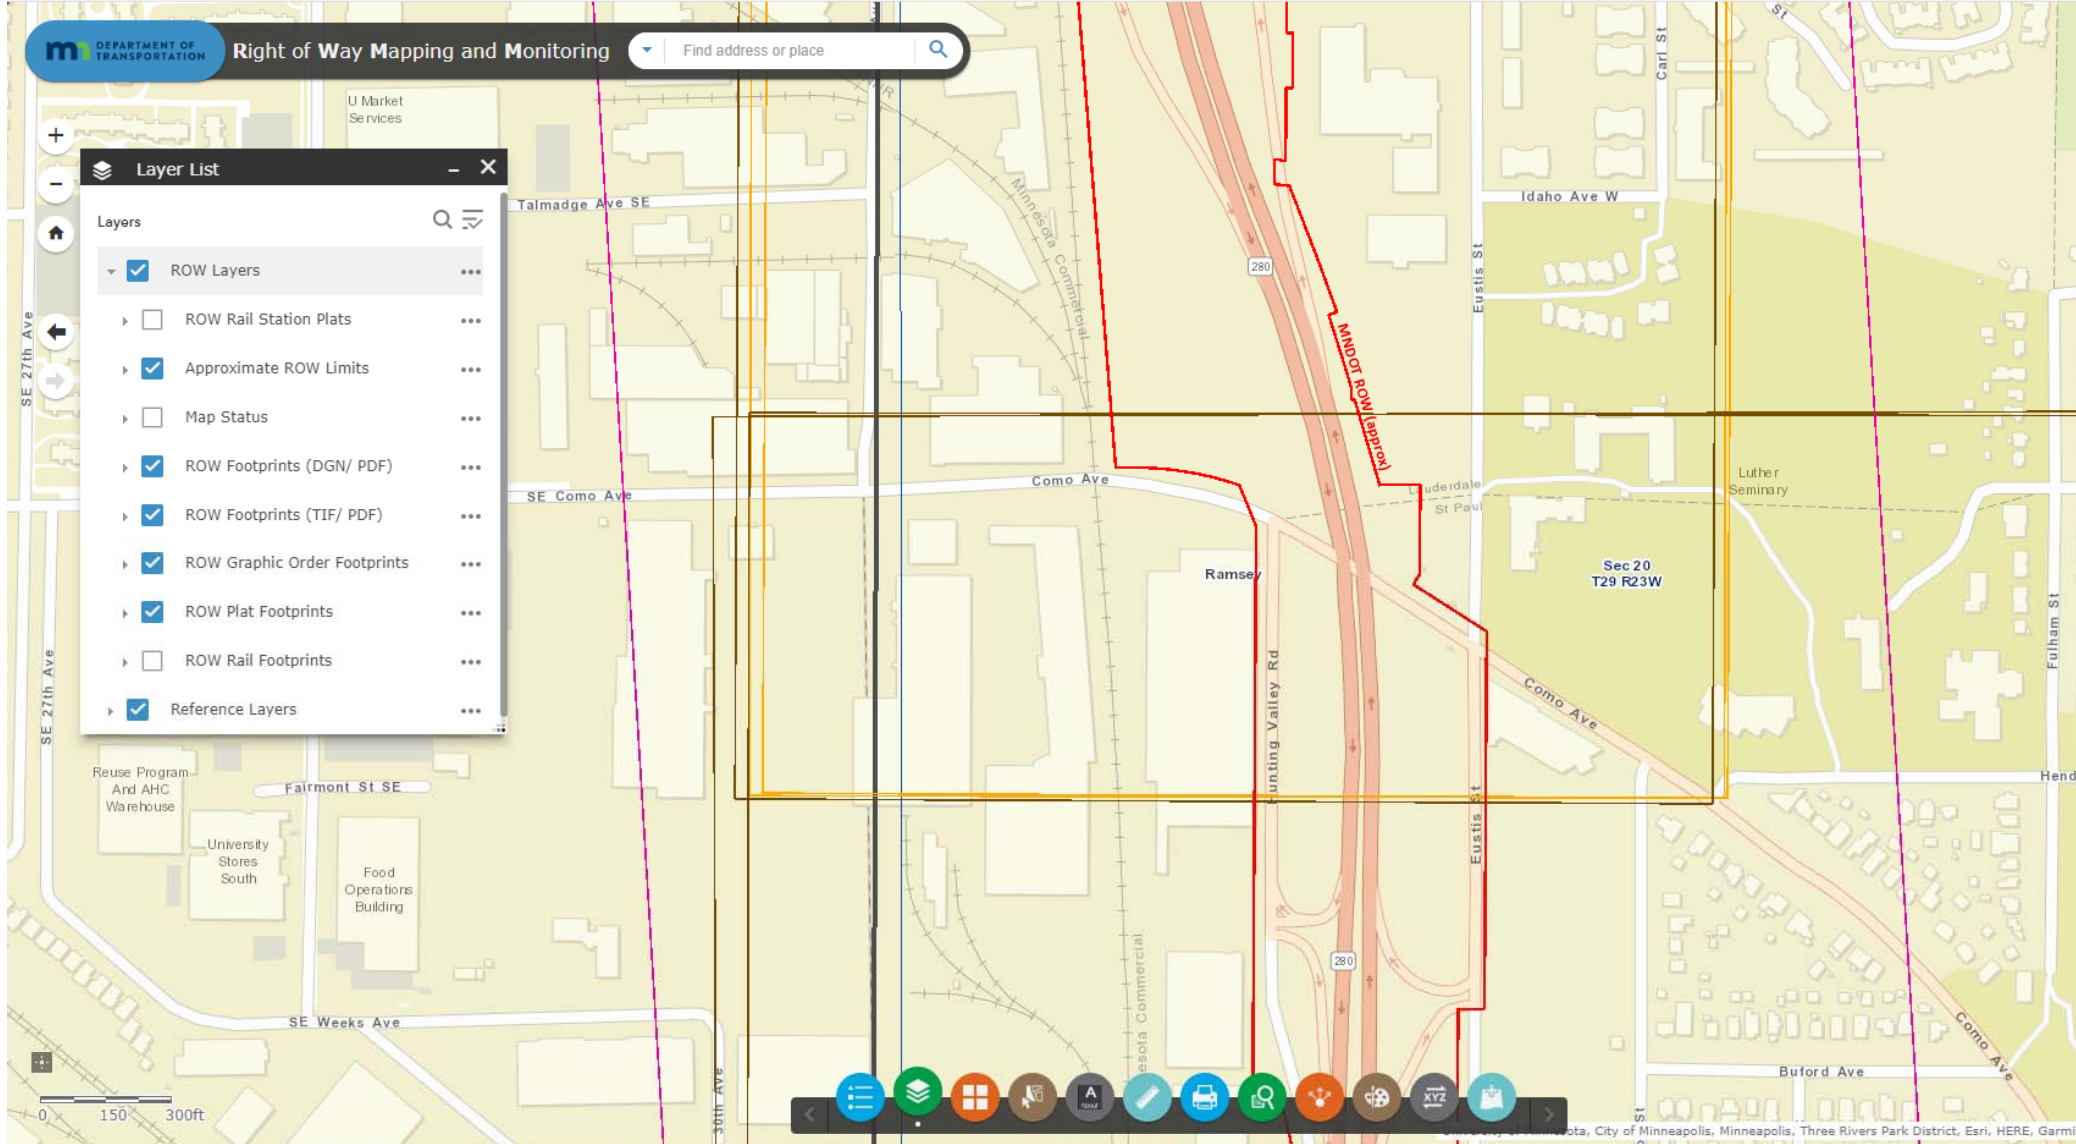 m DEPARTMENT OF
TRANSPORTATION
Right of Way Mapping and Monitoring
Find address or place
Layer List
Layers
ROW Layers
ROW Rail Station Plats
Approximate ROW Limits
Map Status
ROW Footprints (DGN/ PDF)
ROW Footprints (TIF/ PDF)
ROW Graphic Order Footprints
ROW Plat Footprints
ROW Rail Footprints
Reference Layers
U Market
Services
Talmadge Ave SE
SE Como Ave
Como Ave
Minnesota Commercial
280
MNDOT ROW (approx)
Eustis St
Carl St
St
Idaho Ave W
Lauderdale
St Paul
Luther
Seminary
Sec 20
T29 R23W
Ramsey
Hunting Valley Rd
Eustis St
Como Ave
Fulham St
Hend
SE 27th Ave
SE 27th Ave
Reuse Program
And AHC
Warehouse
Fairmont St SE
University
Stores
South
Food
Operations
Building
SE Weeks Ave
30th Ave
esota Commercial
280
Como Ave
Buford Ave
St
0 150 300ft
A
About
XYZ
University of Minnesota, City of Minneapolis, Minneapolis, Three Rivers Park District, Esri, HERE, Garmi